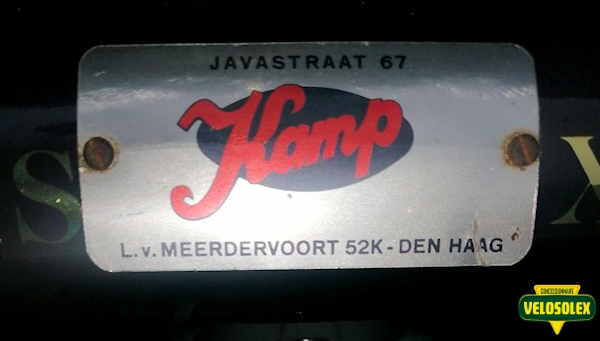 JAVASTRAAT 67
Kamp
S X
L.v. MEERDERVOORT 52K - DEN HAAG
CONCESSIONNAIRE
VELOSOLEX